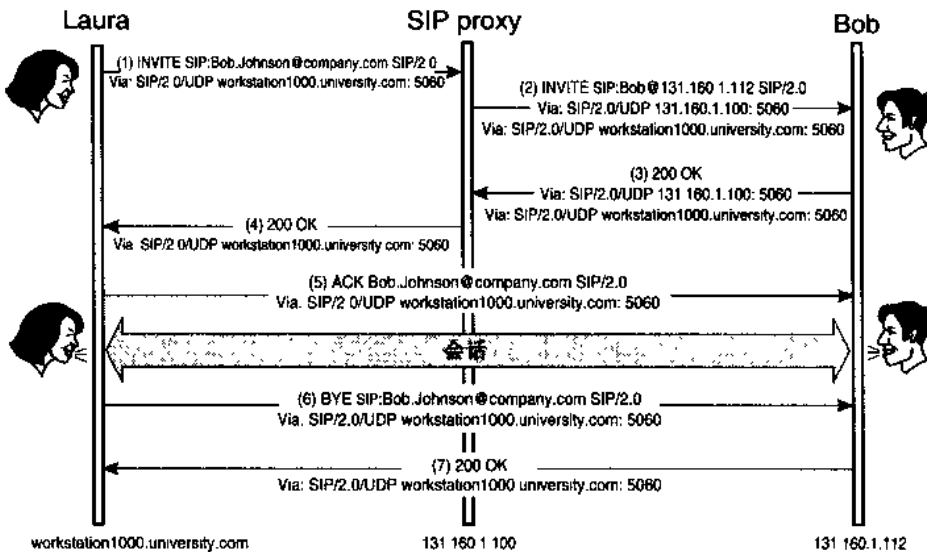 Laura
SIP proxy
Bob
(1) INVITE SIP:Bob.Johnson@company.com SIP/2 0
Via: SIP/2 0/UDP workstation1000.university.com: 5060
(2) INVITE SIP:Bob@131.160 1.112 SIP/2.0
Via: SIP/2.0/UDP 131.160.1.100: 5060
Via: SIP/2.0/UDP workstation1000.university.com: 5060
(3) 200 OK
Via: SIP/2.0/UDP 131 160.1.100: 5060
Via: SIP/2.0/UDP workstation1000.university.com: 5060
(4) 200 OK
Via SIP/2 0/UDP workstation1000.university.com: 5060
(5) ACK Bob.Johnson@company.com SIP/2.0
Via. SIP/2 0/UDP workstation1000.university.com: 5060
会话
(6) BYE SIP:Bob.Johnson@company.com SIP/2.0
Via. SIP/2.0/UDP workstation1000.university.com: 5060
(7) 200 OK
Via: SIP/2.0/UDP workstation1000 university.com: 5060
workstation1000.university.com
131 160 1 100
131 160.1.112